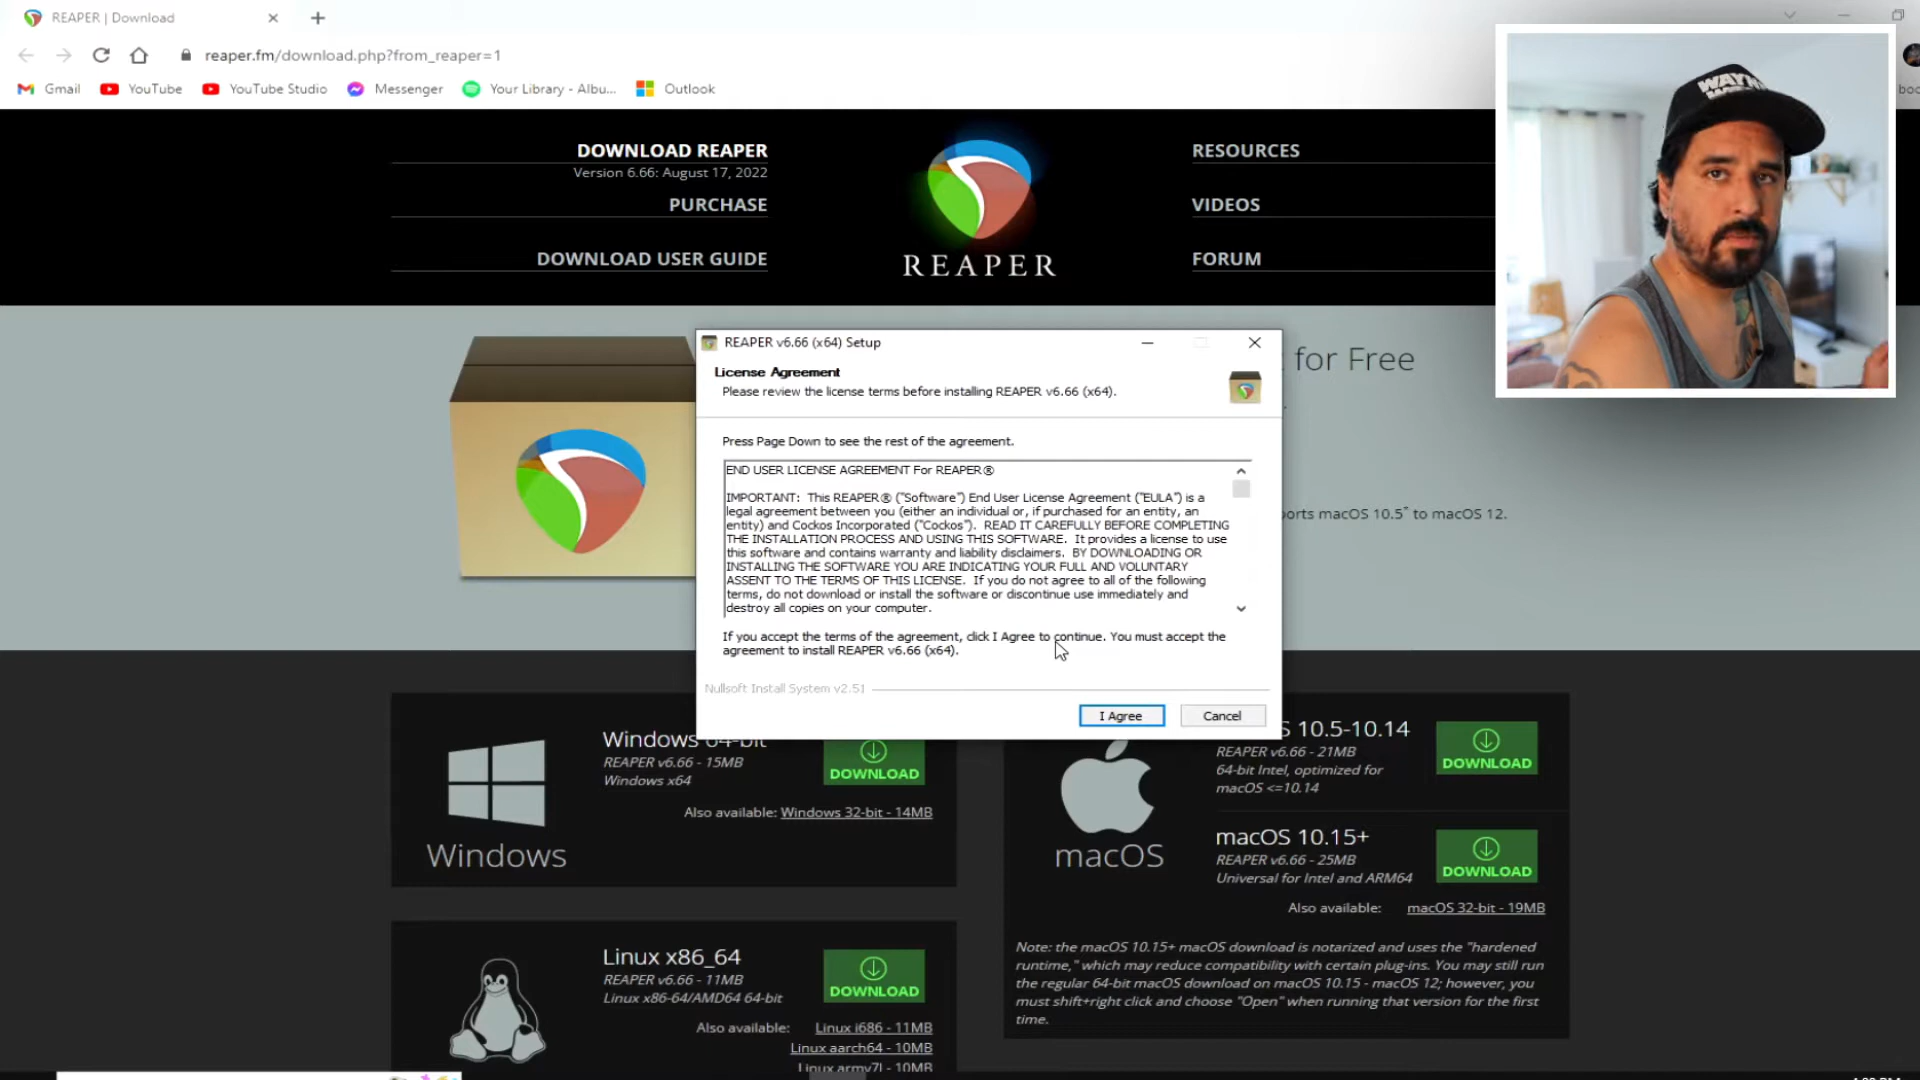 REAPER | Download
reaper.fm/download.php?from_reaper=1
Gmail YouTube YouTube Studio Messenger Your Library - Albu... Outlook
DOWNLOAD REAPER
Version 6.66: August 17, 2022
PURCHASE
DOWNLOAD USER GUIDE
REAPER
RESOURCES
VIDEOS
FORUM
for Free
ports macOS 10.5* to macOS 12.
REAPER v6.66 (x64) Setup
License Agreement
Please review the license terms before installing REAPER v6.66 (x64).
Press Page Down to see the rest of the agreement.
END USER LICENSE AGREEMENT For REAPER®
IMPORTANT: This REAPER® ("Software") End User License Agreement ("EULA") is a
legal agreement between you (either an individual or, if purchased for an entity, an
entity) and Cockos Incorporated ("Cockos"). READ IT CAREFULLY BEFORE COMPLETING
THE INSTALLATION PROCESS AND USING THIS SOFTWARE. It provides a license to use
this software and contains warranty and liability disclaimers. BY DOWNLOADING OR
INSTALLING THE SOFTWARE YOU ARE INDICATING YOUR FULL AND VOLUNTARY
ASSENT TO THE TERMS OF THIS LICENSE. If you do not agree to all of the following
terms, do not download or install the software or discontinue use immediately and
destroy all copies on your computer.
If you accept the terms of the agreement, click I Agree to continue. You must accept the
agreement to install REAPER v6.66 (x64).
Nullsoft Install System v2.51
I Agree Cancel
Windows
Windows 64-bit
REAPER v6.66 - 15MB
Windows x64
DOWNLOAD
Also available: Windows 32-bit - 14MB
Linux x86_64
REAPER v6.66 - 11MB
Linux x86-64/AMD64 64-bit
DOWNLOAD
Also available: Linux i686 - 11MB
Linux aarch64 - 10MB
Linux armv7l - 10MB
macOS
S 10.5-10.14
REAPER v6.66 - 21MB
64-bit Intel, optimized for
macOS <=10.14
DOWNLOAD
macOS 10.15+
REAPER v6.66 - 25MB
Universal for Intel and ARM64
DOWNLOAD
Also available: macOS 32-bit - 19MB
Note: the macOS 10.15+ macOS download is notarized and uses the "hardened
runtime," which may reduce compatibility with certain plug-ins. You may still run
the regular 64-bit macOS download on macOS 10.15 - macOS 12; however, you
must shift+right click and choose "Open" when running that version for the first
time.